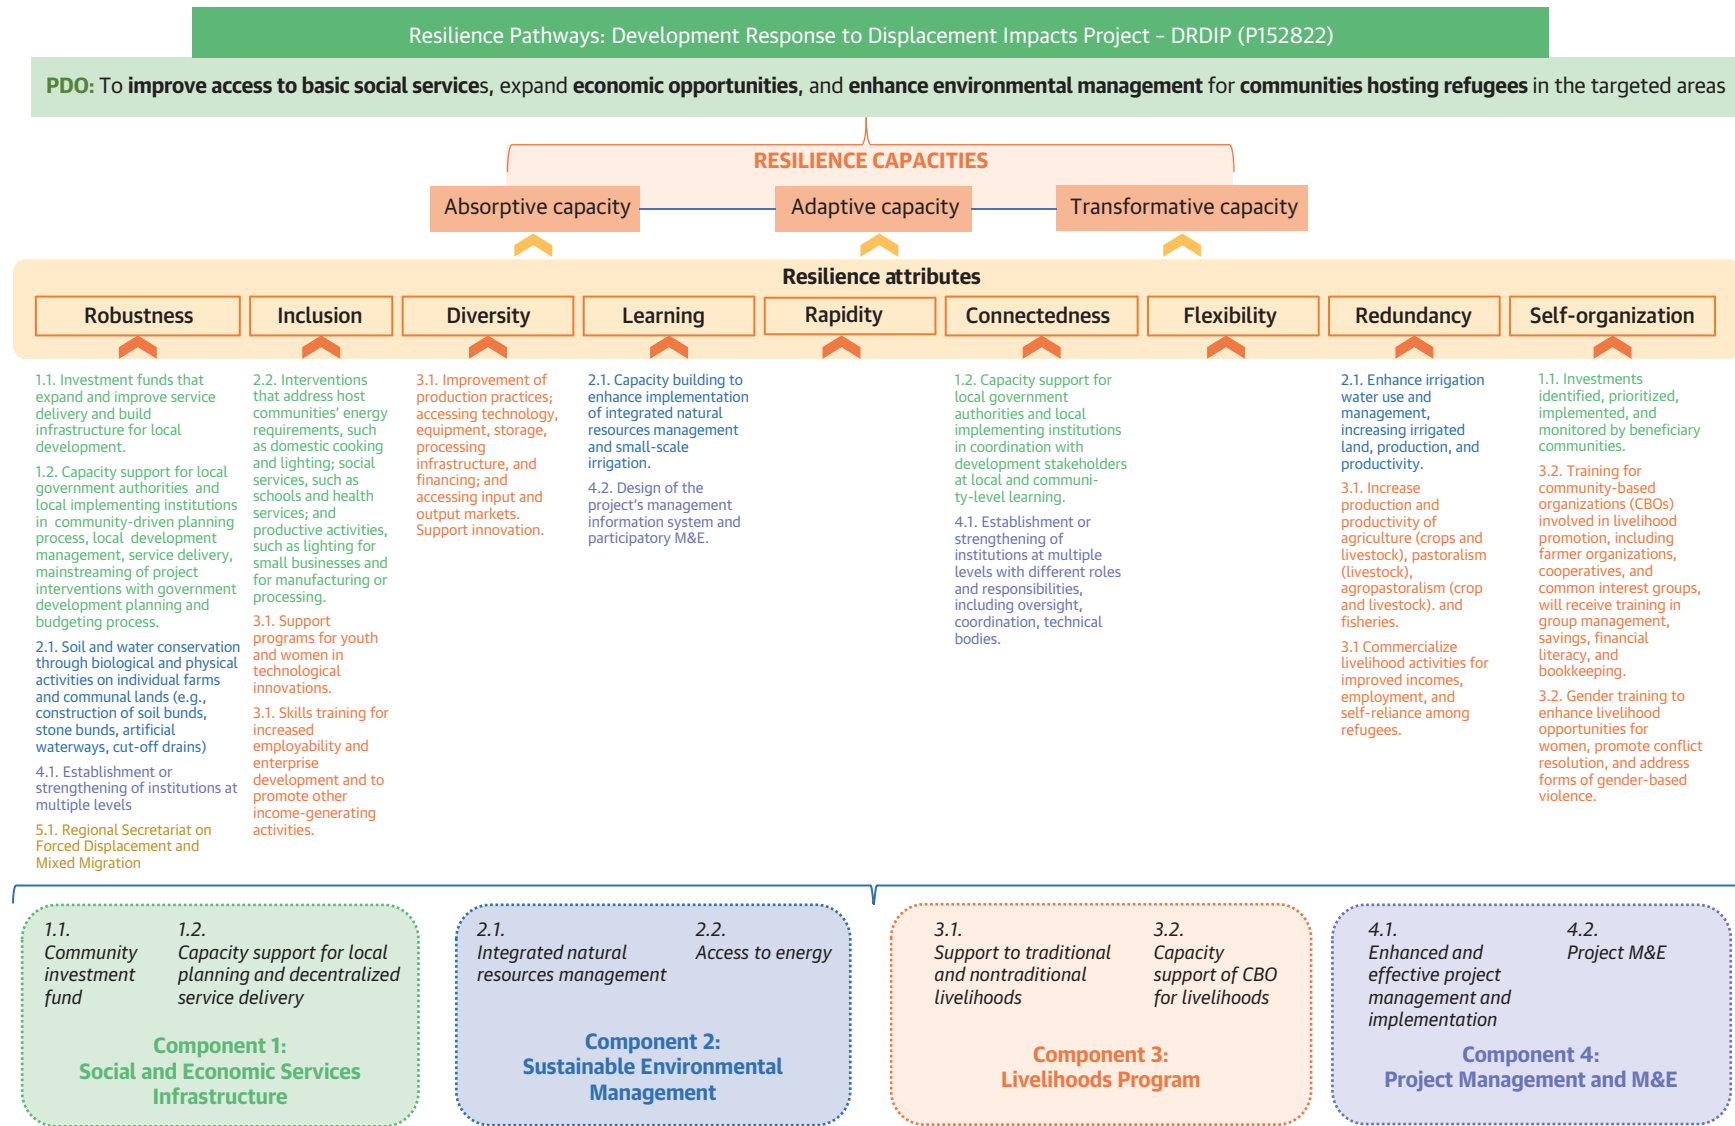 Resilience Pathways: Development Response to Displacement Impacts Project – DRDIP (P152822)
PDO: To improve access to basic social services, expand economic opportunities, and enhance environmental management for communities hosting refugees in the targeted areas
RESILIENCE CAPACITIES
Absorptive capacity
Adaptive capacity
Transformative capacity
Resilience attributes
Robustness
Inclusion
Diversity
Learning
Rapidity
Connectedness
Flexibility
Redundancy
Self-organization
1.1. Investment funds that
expand and improve service
delivery and build
infrastructure for local
development.
1.2. Capacity support for local
government authorities and
local implementing institutions
in community-driven planning
process, local development
management, service delivery,
mainstreaming of project
interventions with government
development planning and
budgeting process.
2.1. Soil and water conservation
through biological and physical
activities on individual farms
and communal lands (e.g.,
construction of soil bunds,
stone bunds, artificial
waterways, cut-off drains)
4.1. Establishment or
strengthening of institutions at
multiple levels
5.1. Regional Secretariat on
Forced Displacement and
Mixed Migration
2.2. Interventions
that address host
communities' energy
requirements, such
as domestic cooking
and lighting; social
services, such as
schools and health
services; and
productive activities,
such as lighting for
small businesses and
for manufacturing or
processing.
3.1. Support
programs for youth
and women in
technological
innovations.
3.1. Skills training for
increased
employability and
enterprise
development and to
promote other
income-generating
activities.
3.1. Improvement of
production practices;
accessing technology,
equipment, storage,
processing
infrastructure, and
financing; and
accessing input and
output markets.
Support innovation.
2.1. Capacity building to
enhance implementation
of integrated natural
resources management
and small-scale
irrigation.
4.2. Design of the
project's management
information system and
participatory M&E.
1.2. Capacity support for
local government
authorities and local
implementing institutions
in coordination with
development stakeholders
at local and communi-
ty-level learning.
4.1. Establishment or
strengthening of
institutions at multiple
levels with different roles
and responsibilities,
including oversight,
coordination, technical
bodies.
2.1. Enhance irrigation
water use and
management,
increasing irrigated
land, production, and
productivity.
3.1. Increase
production and
productivity of
agriculture (crops and
livestock), pastoralism
(livestock),
agropastoralism (crop
and livestock). and
fisheries.
3.1 Commercialize
livelihood activities for
improved incomes,
employment, and
self-reliance among
refugees.
1.1. Investments
identified, prioritized,
implemented, and
monitored by beneficiary
communities.
3.2. Training for
community-based
organizations (CBOs)
involved in livelihood
promotion, including
farmer organizations,
cooperatives, and
common interest groups,
will receive training in
group management,
savings, financial
literacy, and
bookkeeping.
3.2. Gender training to
enhance livelihood
opportunities for
women, promote conflict
resolution, and address
forms of gender-based
violence.
1.1.
Community
investment
fund
1.2.
Capacity support for local
planning and decentralized
service delivery
Component 1:
Social and Economic Services
Infrastructure
2.1.
Integrated natural
resources management
2.2.
Access to energy
Component 2:
Sustainable Environmental
Management
3.1.
Support to traditional
and nontraditional
livelihoods
3.2.
Capacity
support of CBO
for livelihoods
Component 3:
Livelihoods Program
4.1.
Enhanced and
effective project
management and
implementation
4.2.
Project M&E
Component 4:
Project Management and M&E